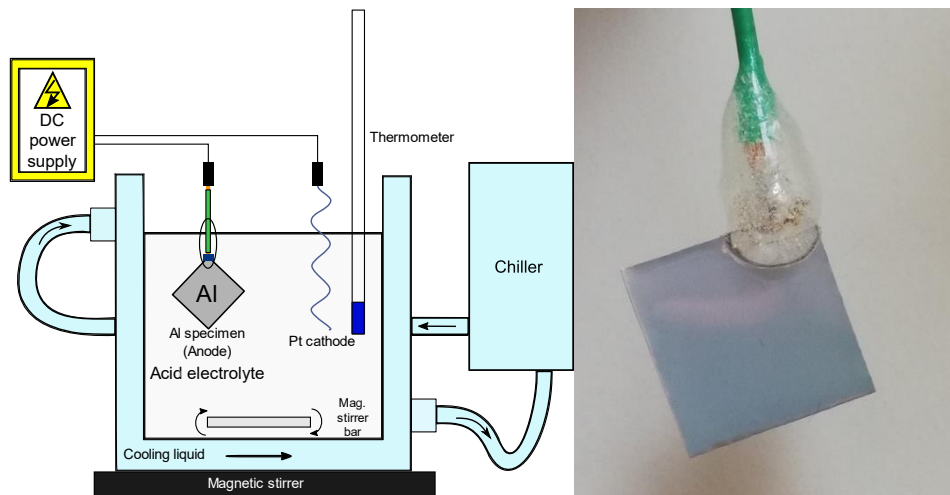 DC
power
supply
Thermometer
Chiller
Al
Al specimen
(Anode)
Pt cathode
Acid electrolyte
Mag.
stirrer
bar
Cooling liquid
Magnetic stirrer